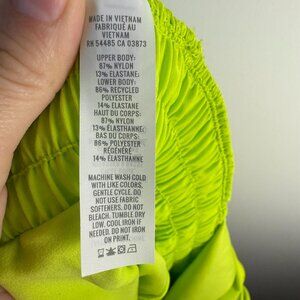 MADE IN VIETNAM
FABRIQUÉ AU
VIETNAM
RN 54485 CA 03873
UPPER BODY:
87% NYLON
13% ELASTANE
LOWER BODY:
86% RECYCLED
POLYESTER
14% ELASTANE
HAUT DU CORPS:
87% NYLON
13% ÉLASTHANNE
BAS DU CORPS:
86% POLYESTER
RÉGÉNÉRÉ
14% ÉLASTHANNE
MACHINE WASH COLD
WITH LIKE COLORS,
GENTLE CYCLE. DO
NOT USE FABRIC
SOFTENERS. DO NOT
BLEACH. TUMBLE DRY
LOW. COOL IRON IF
NEEDED. DO NOT IRON
ON PRINT.